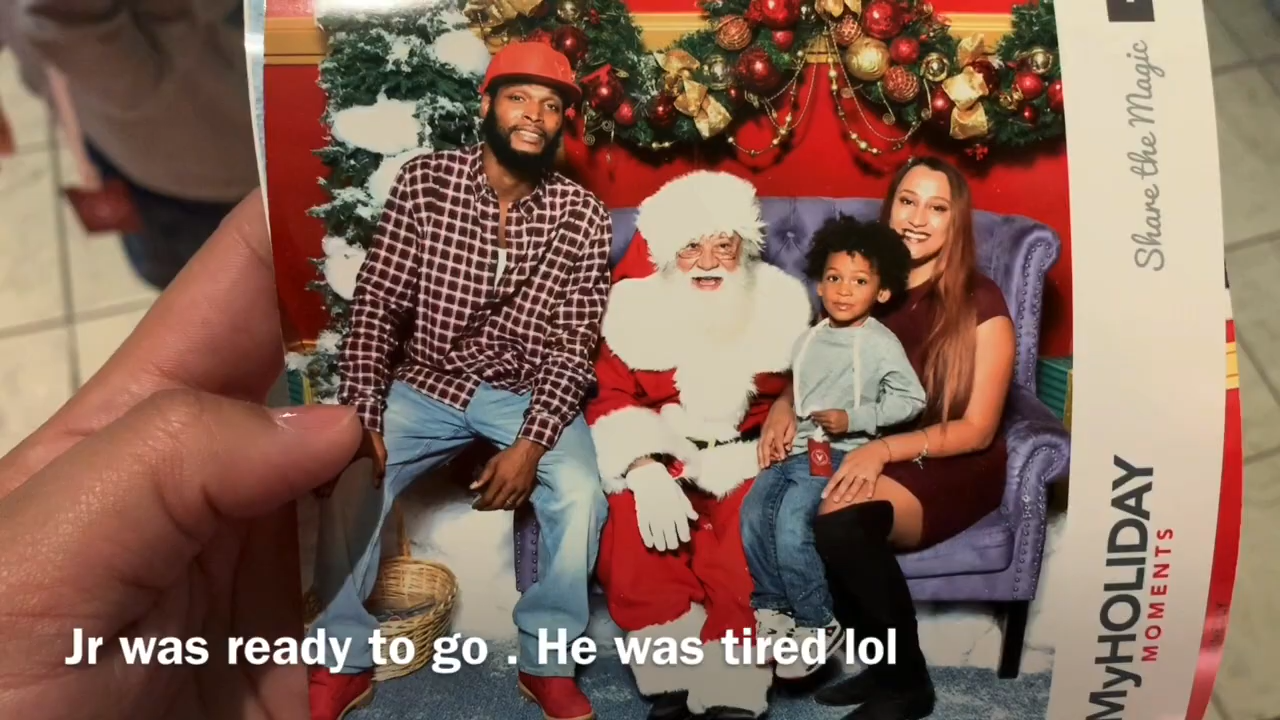 Share the Magic
MyHOLIDAY
MOMENTS
Jr was ready to go . He was tired lol